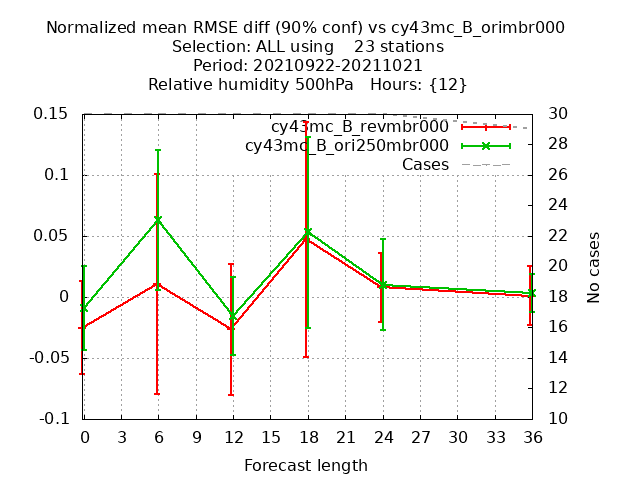 Normalized mean RMSE diff (90% conf) vs cy43mc_B_orimbr000
Selection: ALL using    23 stations
Period: 20210922-20211021
Relative humidity 500hPa   Hours: {12}
cy43mc_B_revmbr000
cy43mc_B_ori250mbr000
Cases
0.15
0.1
0.05
0
-0.05
-0.1
30
28
26
24
22
20
18
16
14
12
10
No cases
0 3 6 9 12 15 18 21 24 27 30 33 36
Forecast length